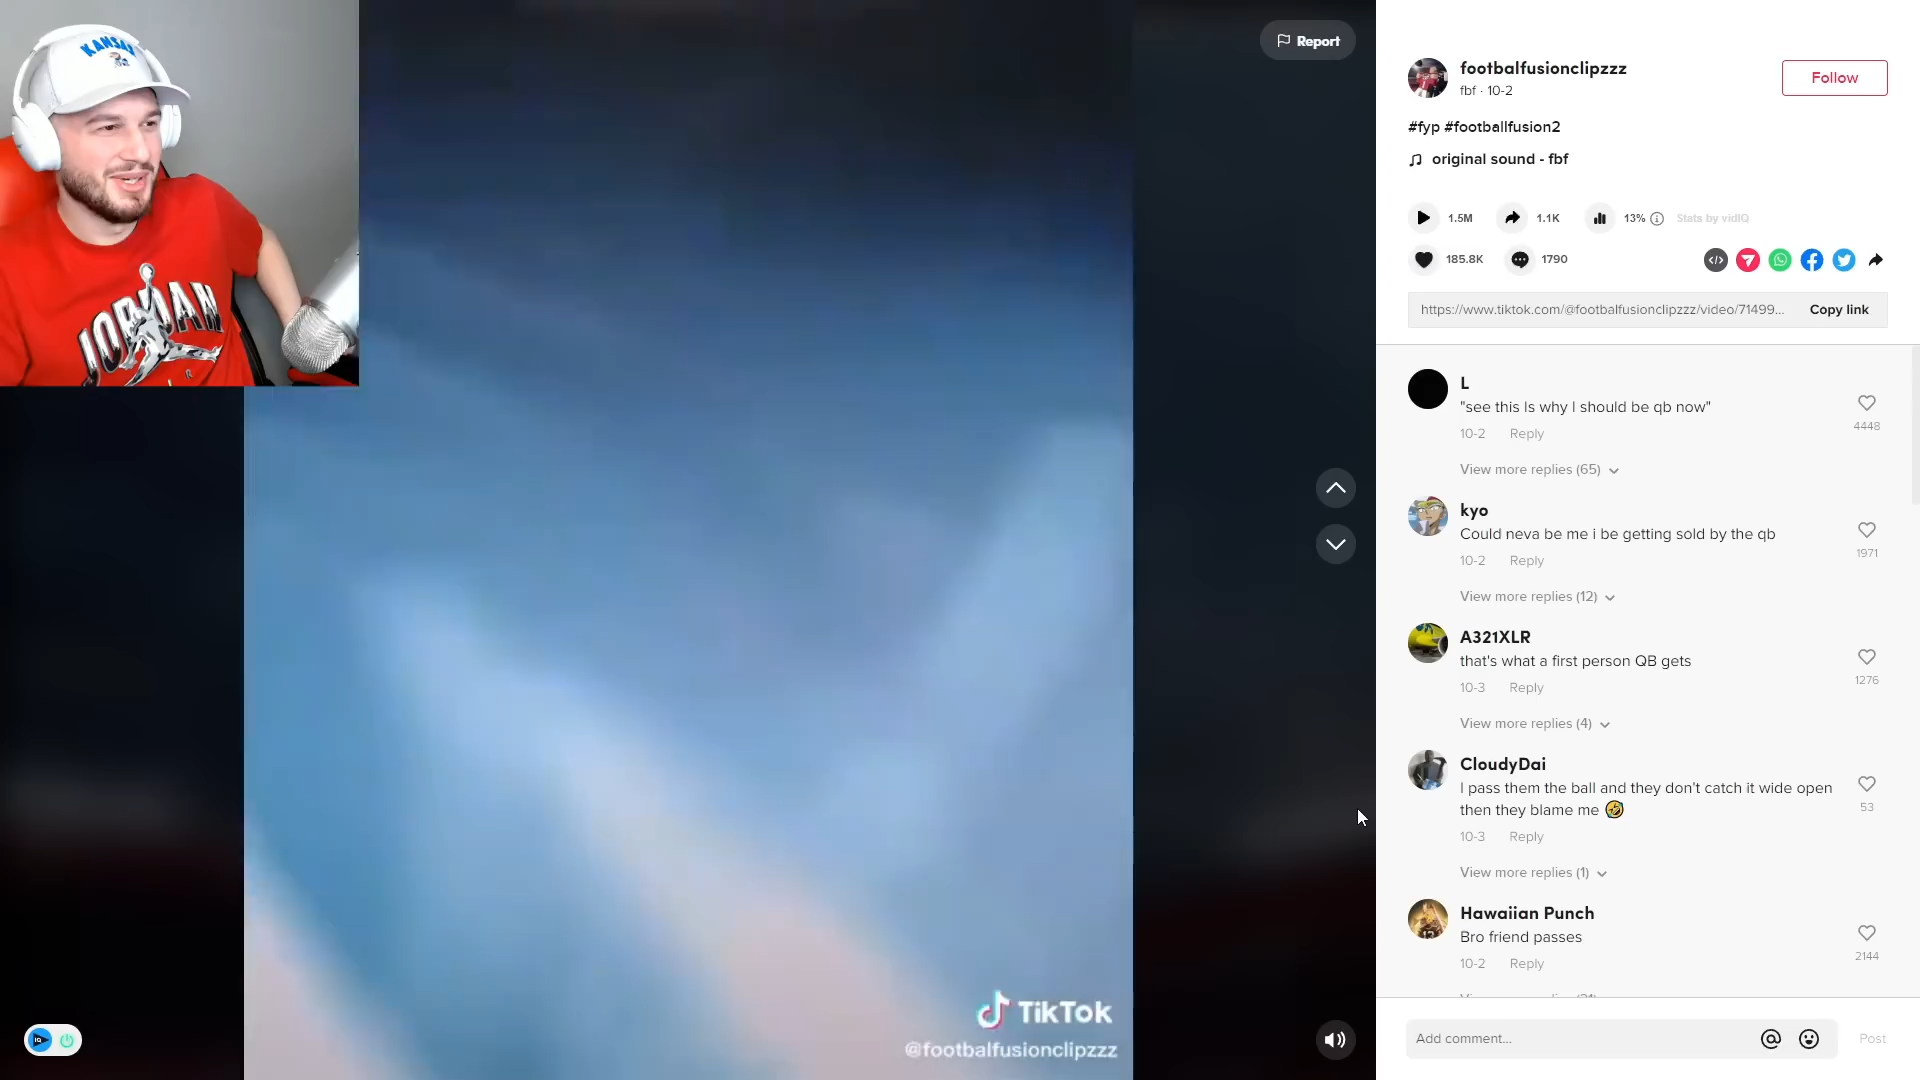 KANSAS
JORDAN
Report
footbalfusionclipzzz
fbf · 10-2
Follow
#fyp #footballfusion2
original sound - fbf
1.5M
1.1K
13%
Stats by vidIQ
185.8K
1790
https://www.tiktok.com/@footbalfusionclipzzz/video/71499...
Copy link
L
"see this Is why I should be qb now"
10-2 Reply
4448
View more replies (65)
kyo
Could neva be me i be getting sold by the qb
10-2 Reply
1971
View more replies (12)
A321XLR
that's what a first person QB gets
10-3 Reply
1276
View more replies (4)
CloudyDai
I pass them the ball and they don't catch it wide open
then they blame me 🤣
10-3 Reply
53
View more replies (1)
Hawaiian Punch
Bro friend passes
10-2 Reply
2144
TikTok
@footbalfusionclipzzz
Add comment...
Post